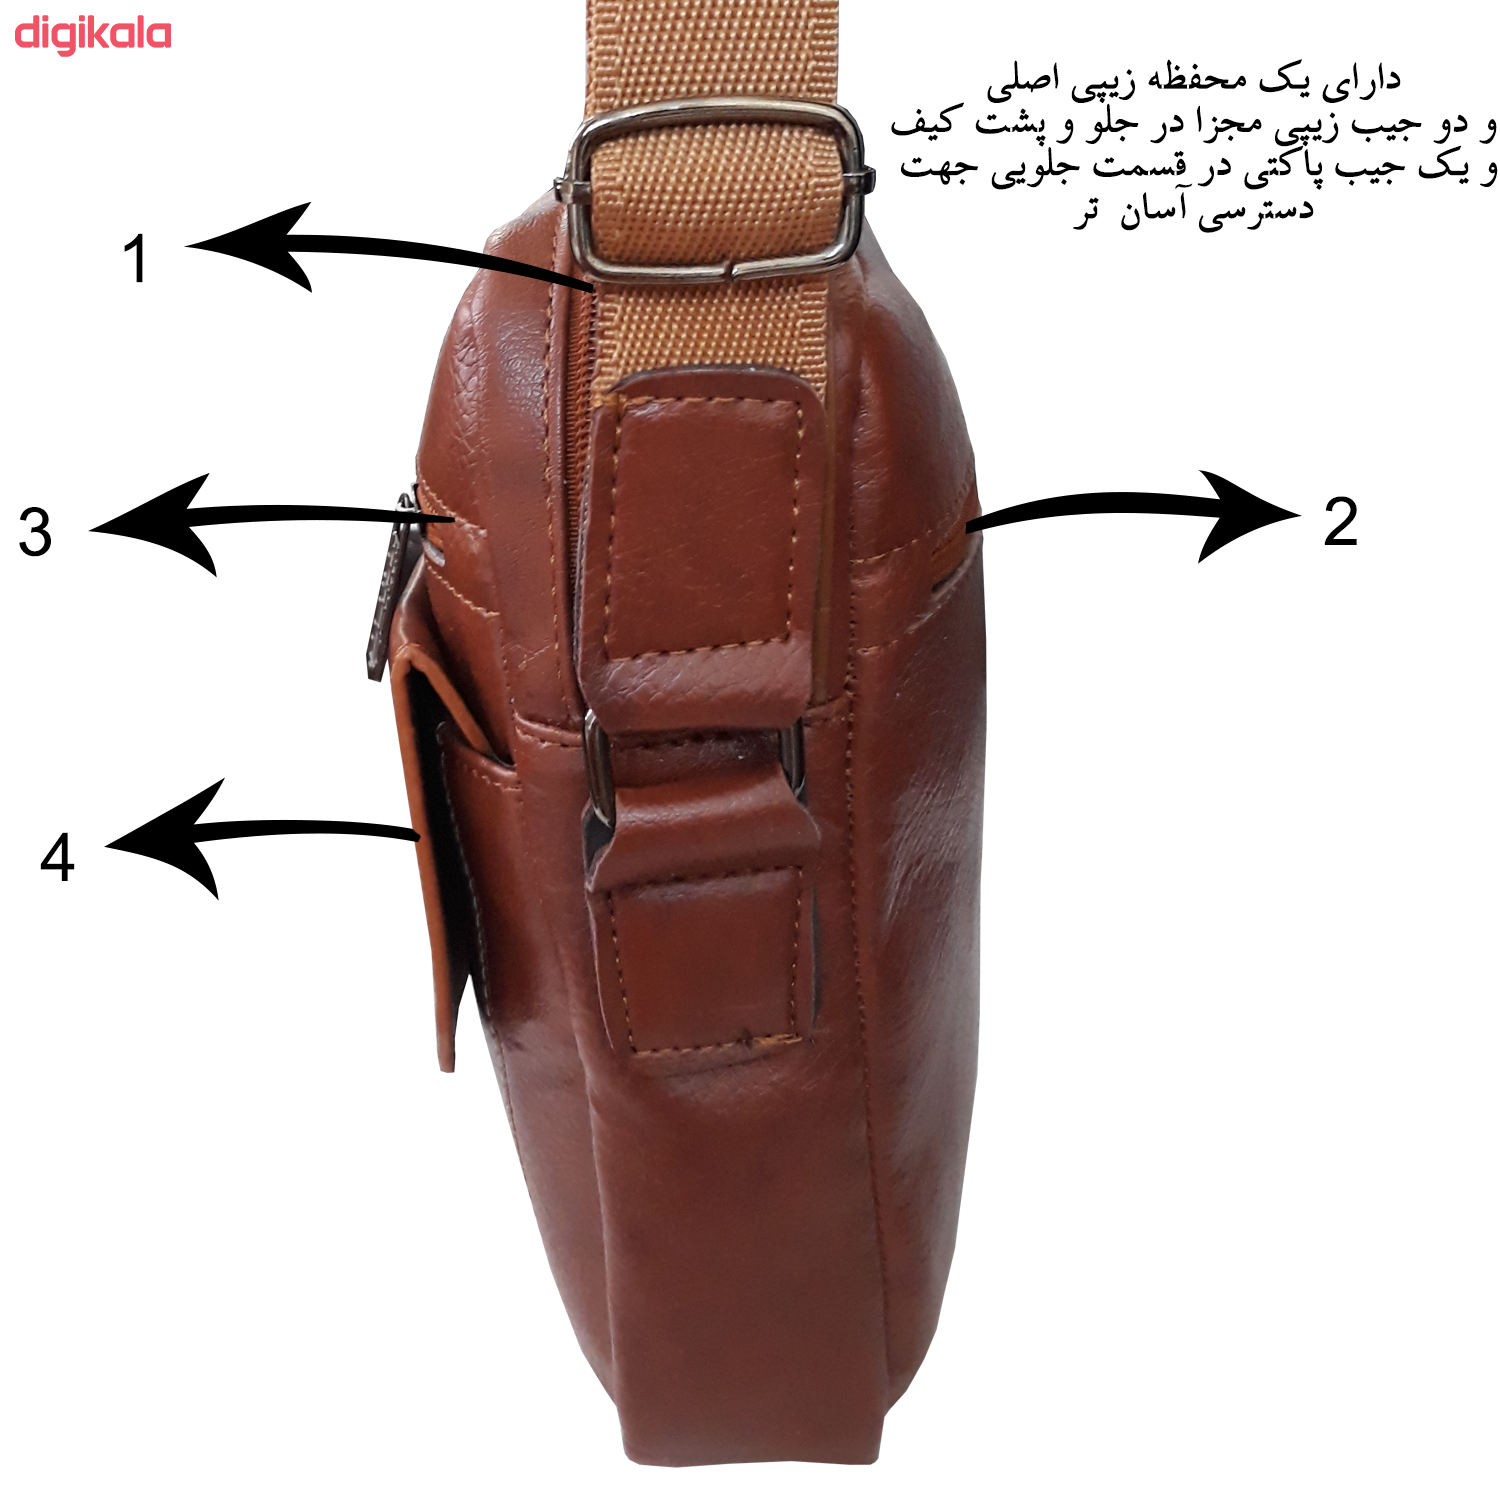 digikala
دارای یک محفظه زیپی اصلی
و دو جیب زیپی مجزا در جلو و پشت کیف
و یک جیب پاکتی در قسمت جلویی جهت
دسترسی آسان تر
1
2
3
4